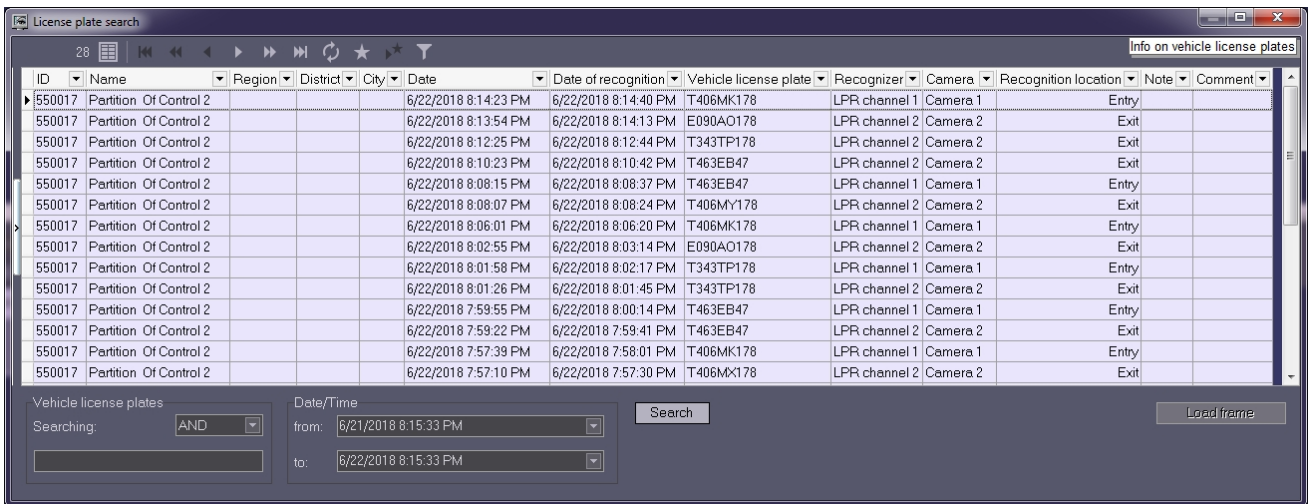 License plate search
28
Info on vehicle license plates
ID Name Region District City Date Date of recognition Vehicle license plate Recognizer Camera Recognition location Note Comment
550017 Partition Of Control 2 6/22/2018 8:14:23 PM 6/22/2018 8:14:40 PM T406MK178 LPR channel 1 Camera 1 Entry
550017 Partition Of Control 2 6/22/2018 8:13:54 PM 6/22/2018 8:14:13 PM E090AO178 LPR channel 2 Camera 2 Exit
550017 Partition Of Control 2 6/22/2018 8:12:25 PM 6/22/2018 8:12:44 PM T343TP178 LPR channel 2 Camera 2 Exit
550017 Partition Of Control 2 6/22/2018 8:10:23 PM 6/22/2018 8:10:42 PM T463EB47 LPR channel 2 Camera 2 Exit
550017 Partition Of Control 2 6/22/2018 8:08:15 PM 6/22/2018 8:08:37 PM T463EB47 LPR channel 1 Camera 1 Entry
550017 Partition Of Control 2 6/22/2018 8:08:07 PM 6/22/2018 8:08:24 PM T406MY178 LPR channel 2 Camera 2 Exit
550017 Partition Of Control 2 6/22/2018 8:06:01 PM 6/22/2018 8:06:20 PM T406MK178 LPR channel 1 Camera 1 Entry
550017 Partition Of Control 2 6/22/2018 8:02:55 PM 6/22/2018 8:03:14 PM E090AO178 LPR channel 2 Camera 2 Exit
550017 Partition Of Control 2 6/22/2018 8:01:58 PM 6/22/2018 8:02:17 PM T343TP178 LPR channel 1 Camera 1 Entry
550017 Partition Of Control 2 6/22/2018 8:01:26 PM 6/22/2018 8:01:45 PM T343TP178 LPR channel 2 Camera 2 Exit
550017 Partition Of Control 2 6/22/2018 7:59:55 PM 6/22/2018 8:00:14 PM T463EB47 LPR channel 1 Camera 1 Entry
550017 Partition Of Control 2 6/22/2018 7:59:22 PM 6/22/2018 7:59:41 PM T463EB47 LPR channel 2 Camera 2 Exit
550017 Partition Of Control 2 6/22/2018 7:57:39 PM 6/22/2018 7:58:01 PM T406MK178 LPR channel 1 Camera 1 Entry
550017 Partition Of Control 2 6/22/2018 7:57:10 PM 6/22/2018 7:57:30 PM T406MX178 LPR channel 2 Camera 2 Exit
Vehicle license plates
Searching: AND
Date/Time
from: 6/21/2018 8:15:33 PM
to: 6/22/2018 8:15:33 PM
Search
Load frame